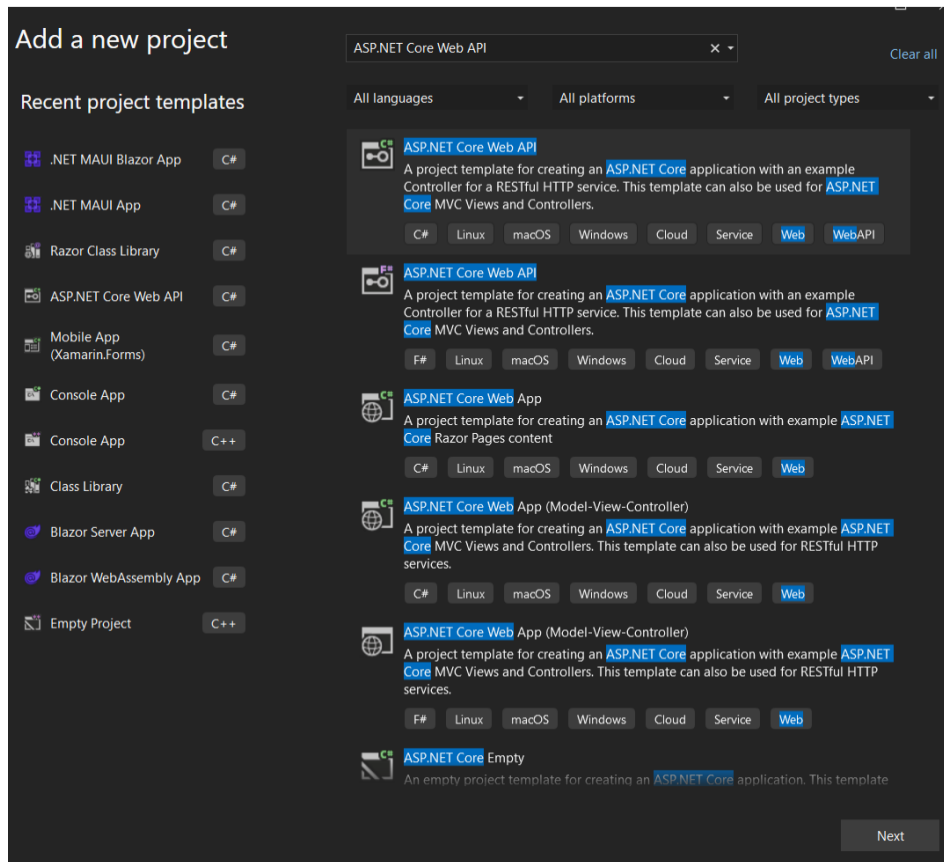 Add a new project
Recent project templates
.NET MAUI Blazor App C#
.NET MAUI App C#
Razor Class Library C#
ASP.NET Core Web API C#
Mobile App
(Xamarin.Forms) C#
Console App C#
Console App C++
Class Library C#
Blazor Server App C#
Blazor WebAssembly App C#
Empty Project C++
ASP.NET Core Web API
Clear all
All languages All platforms All project types
ASP.NET Core Web API
A project template for creating an ASP.NET Core application with an example
Controller for a RESTful HTTP service. This template can also be used for ASP.NET
Core MVC Views and Controllers.
C# Linux macOS Windows Cloud Service Web WebAPI
ASP.NET Core Web API
A project template for creating an ASP.NET Core application with an example
Controller for a RESTful HTTP service. This template can also be used for ASP.NET
Core MVC Views and Controllers.
F# Linux macOS Windows Cloud Service Web WebAPI
ASP.NET Core Web App
A project template for creating an ASP.NET Core application with example ASP.NET
Core Razor Pages content
C# Linux macOS Windows Cloud Service Web
ASP.NET Core Web App (Model-View-Controller)
A project template for creating an ASP.NET Core application with example ASP.NET
Core MVC Views and Controllers. This template can also be used for RESTful HTTP
services.
C# Linux macOS Windows Cloud Service Web
ASP.NET Core Web App (Model-View-Controller)
A project template for creating an ASP.NET Core application with example ASP.NET
Core MVC Views and Controllers. This template can also be used for RESTful HTTP
services.
F# Linux macOS Windows Cloud Service Web
ASP.NET Core Empty
An empty project template for creating an ASP.NET Core application. This template
Next